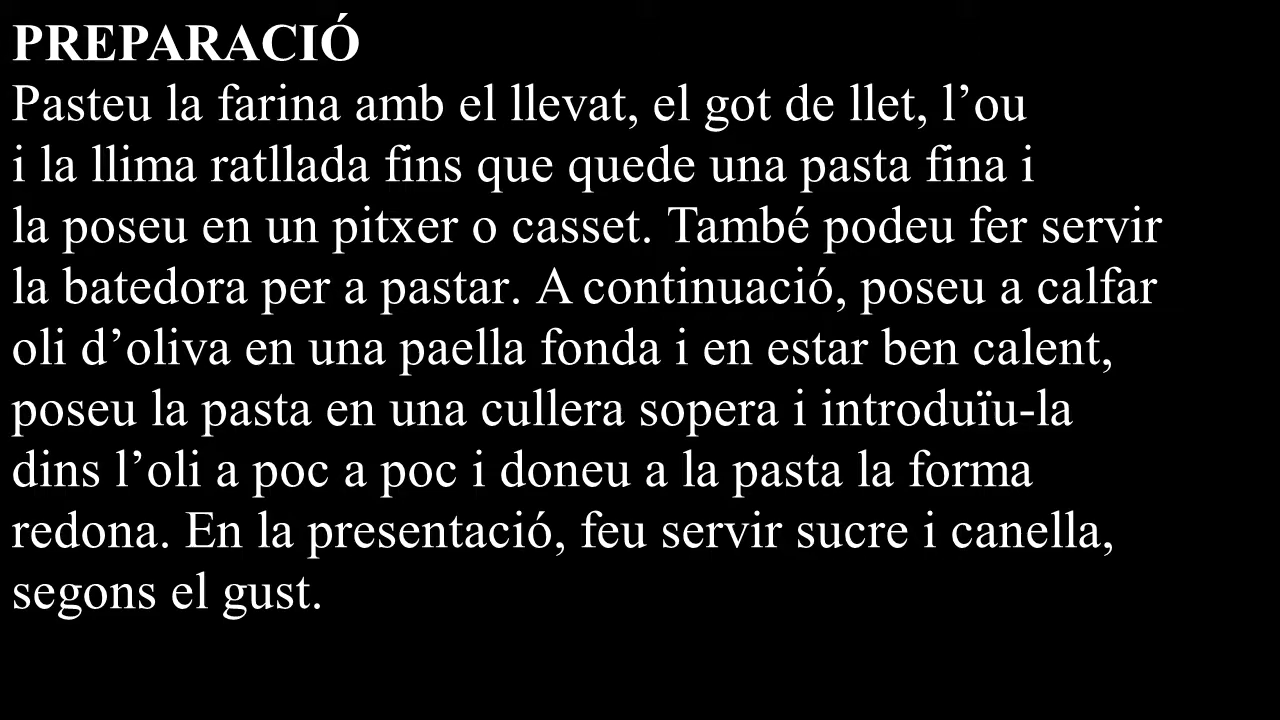 PREPARACIÓ
Pasteu la farina amb el llevat, el got de llet, l’ou
i la llima ratllada fins que quede una pasta fina i
la poseu en un pitxer o casset. També podeu fer servir
la batedora per a pastar. A continuació, poseu a calfar
oli d’oliva en una paella fonda i en estar ben calent,
poseu la pasta en una cullera sopera i introduïu-la
dins l’oli a poc a poc i doneu a la pasta la forma
redona. En la presentació, feu servir sucre i canella,
segons el gust.